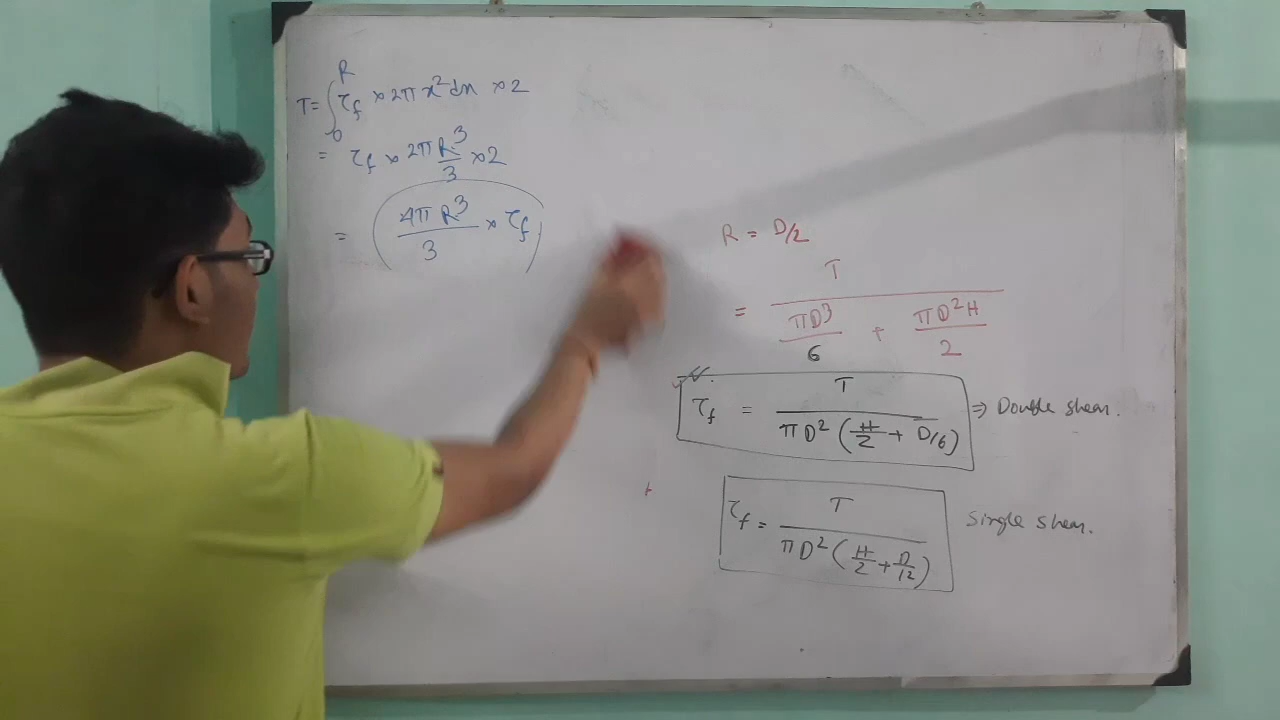 T = ∫₀ᴿ τf × 2π x² dx × 2
= τf × 2π R³/3 × 2
= ( 4π R³/3 × τf )
R = D/2
= T / ( πD³/6 + πD²H/2 )
τf = T / ( πD² ( H/2 + D/6 ) ) ⇒ Double shear.
τf = T / ( πD² ( H/2 + D/12 ) ) Single shear.